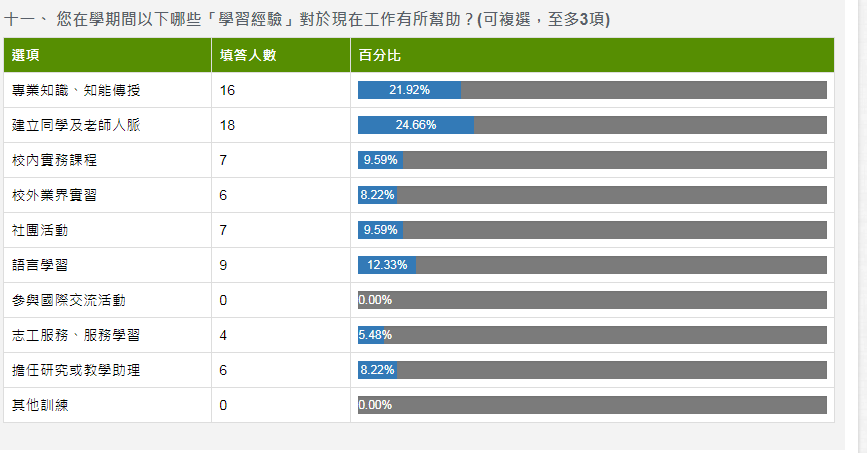 十一、 您在學期間以下哪些「學習經驗」對於現在工作有所幫助？(可複選，至多3項)
選項 填答人數 百分比
專業知識、知能傳授 16 21.92%
建立同學及老師人脈 18 24.66%
校內實務課程 7 9.59%
校外業界實習 6 8.22%
社團活動 7 9.59%
語言學習 9 12.33%
參與國際交流活動 0 0.00%
志工服務、服務學習 4 5.48%
擔任研究或教學助理 6 8.22%
其他訓練 0 0.00%